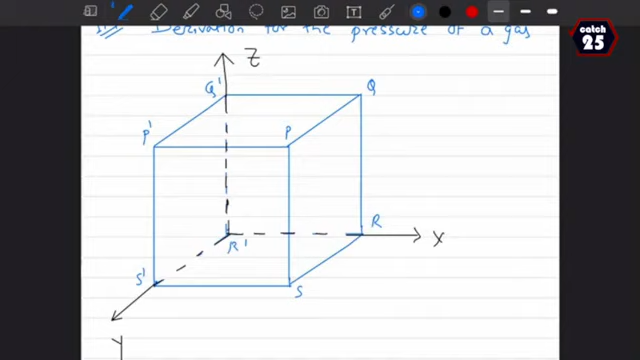 Derivation for the pressure of a gas
catch
25
Z
Q'
Q
P'
P
R
X
R'
S'
S
Y